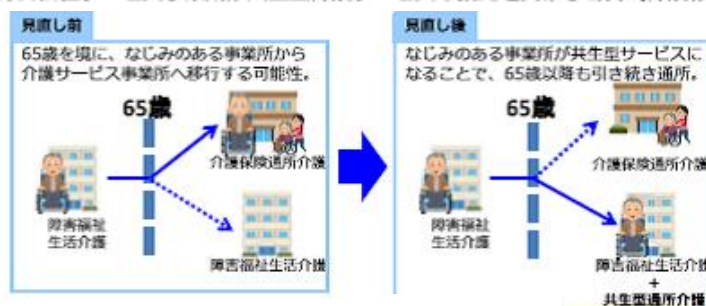 見直し前
65歳を境に、なじみのある事業所から
介護サービス事業所へ移行する可能性。
65歳
介護保険通所介護
障害福祉
生活介護
障害福祉生活介護
見直し後
なじみのある事業所が共生型サービスに
なることで、65歳以降も引き続き通所。
65歳
介護保険通所介護
障害福祉
生活介護
障害福祉生活介護
+
共生型通所介護